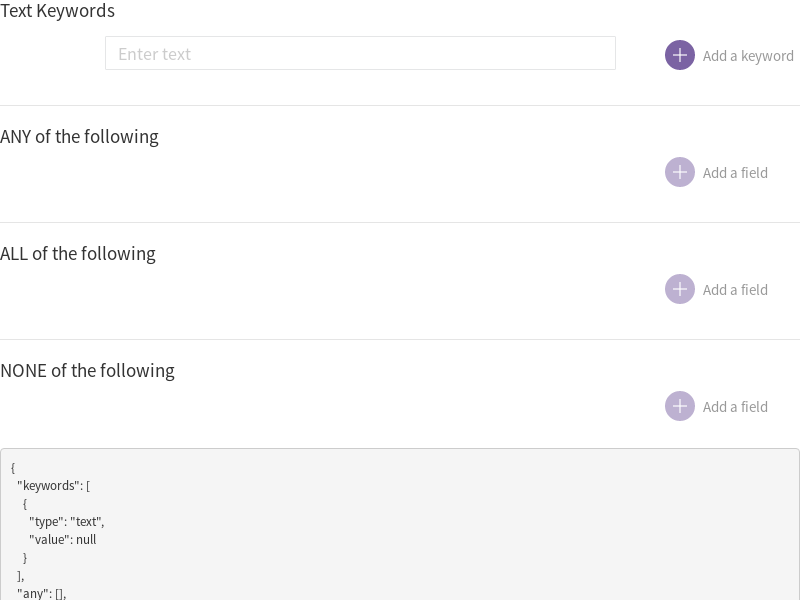 Text Keywords
Enter text
Add a keyword
ANY of the following
Add a field
ALL of the following
Add a field
NONE of the following
Add a field
{
"keywords": [
{
"type": "text",
"value": null
}
],
"any": [],